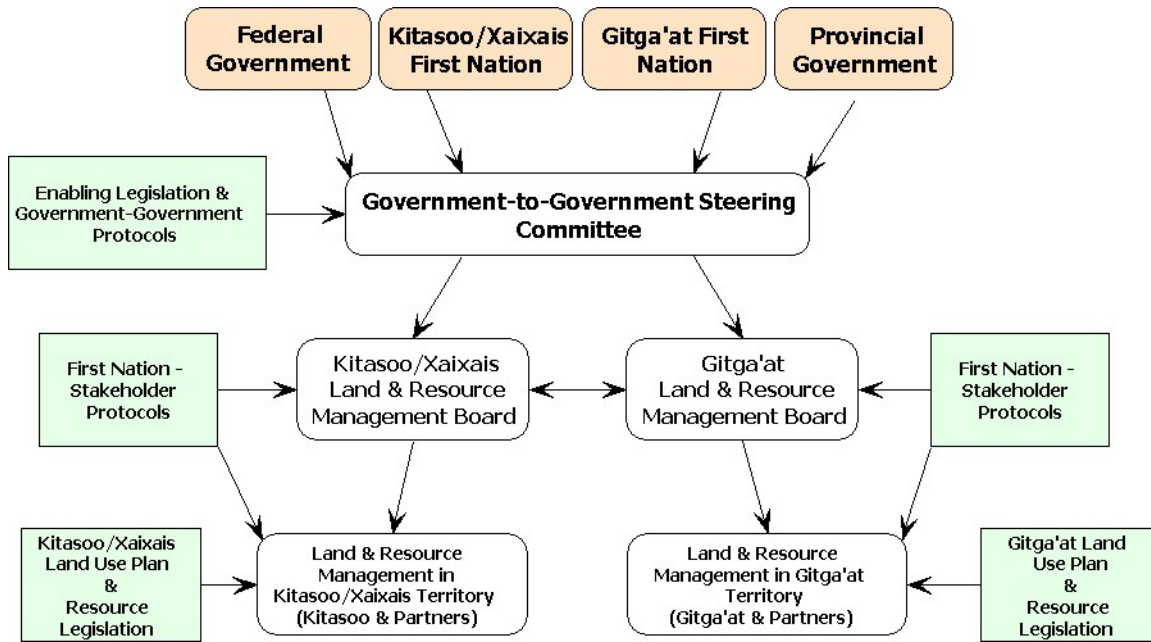 Federal
Government
Kitasoo/Xaixais
First Nation
Gitga'at First
Nation
Provincial
Government
Enabling Legislation &
Government-Government
Protocols
Government-to-Government Steering
Committee
First Nation -
Stakeholder
Protocols
Kitasoo/Xaixais
Land & Resource
Management Board
Gitga'at
Land & Resource
Management Board
First Nation -
Stakeholder
Protocols
Kitasoo/Xaixais
Land Use Plan
&
Resource
Legislation
Land & Resource
Management in
Kitasoo/Xaixais Territory
(Kitasoo & Partners)
Land & Resource
Management in Gitga'at
Territory
(Gitga'at & Partners)
Gitga'at Land
Use Plan
&
Resource
Legislation